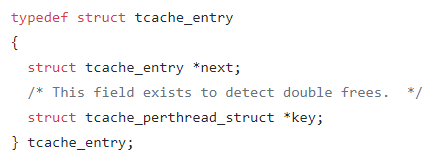 typedef struct tcache_entry
{
  struct tcache_entry *next;
  /* This field exists to detect double frees.  */
  struct tcache_perthread_struct *key;
} tcache_entry;